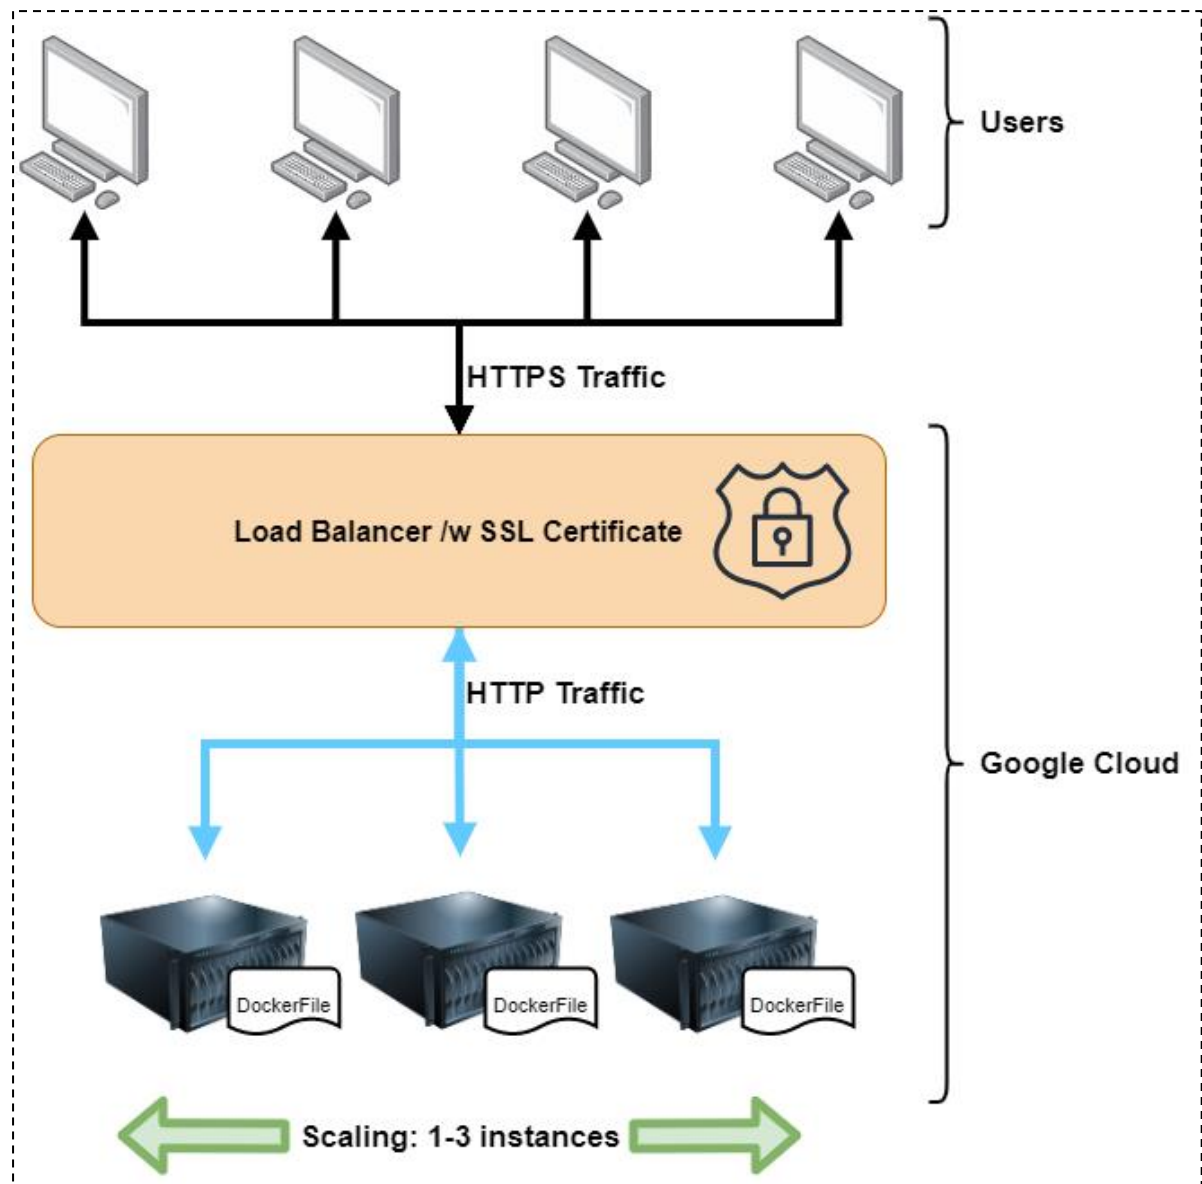 Users
HTTPS Traffic
Load Balancer /w SSL Certificate
HTTP Traffic
Google Cloud
DockerFile
DockerFile
DockerFile
Scaling: 1-3 instances